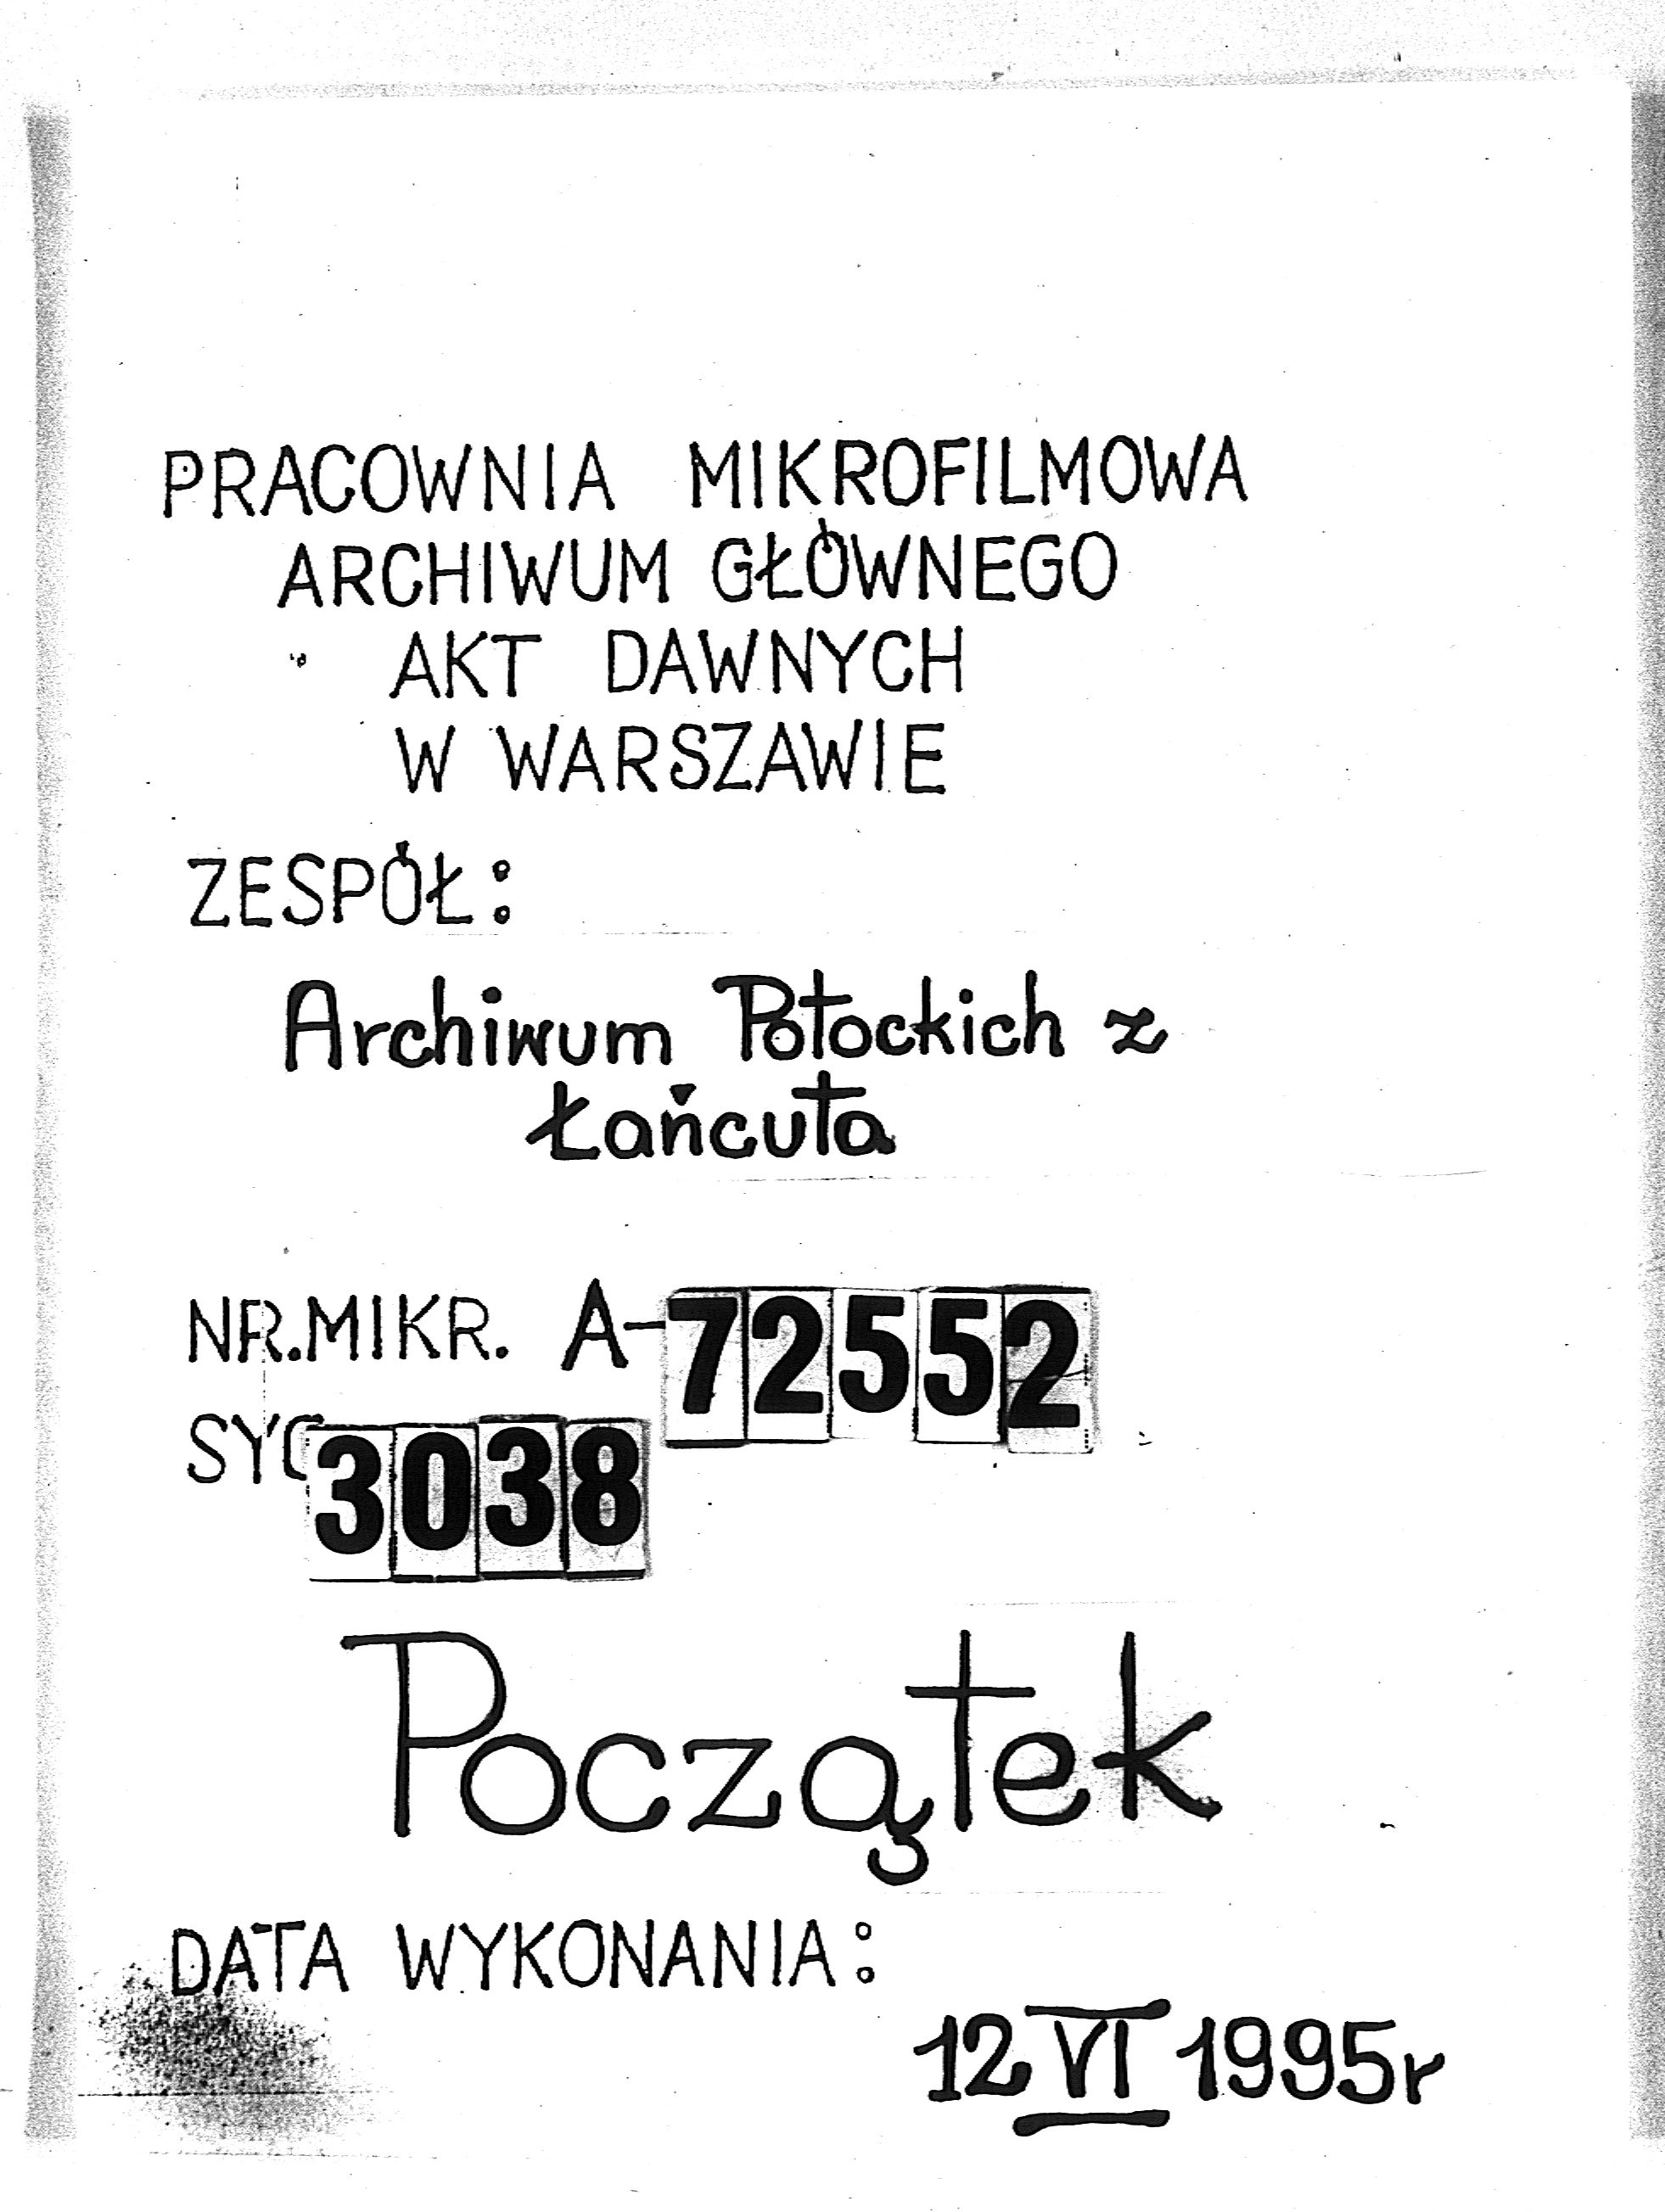 PRACOWNIA MIKROFILMOWA
ARCHIWUM GŁÓWNEGO
AKT DAWNYCH
W WARSZAWIE
ZESPÓŁ:
Archiwum Potockich z
Łańcuta
NR.MIKR. A-72552
3038
Początek
DATA WYKONANIA:
12 VI 1995r